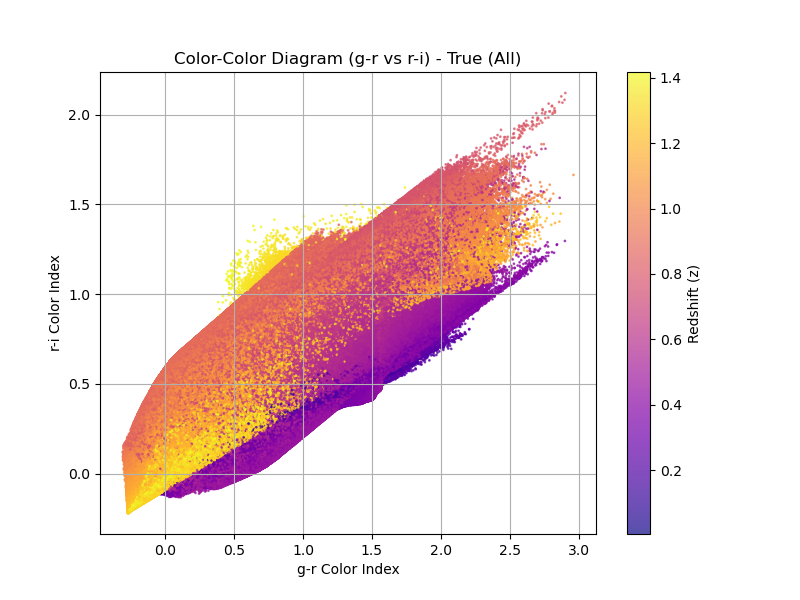 Color-Color Diagram (g-r vs r-i) - True (All)
r-i Color Index
2.0
1.5
1.0
0.5
0.0
0.0 0.5 1.0 1.5 2.0 2.5 3.0
g-r Color Index
1.4
1.2
1.0
0.8
0.6
0.4
0.2
Redshift (z)